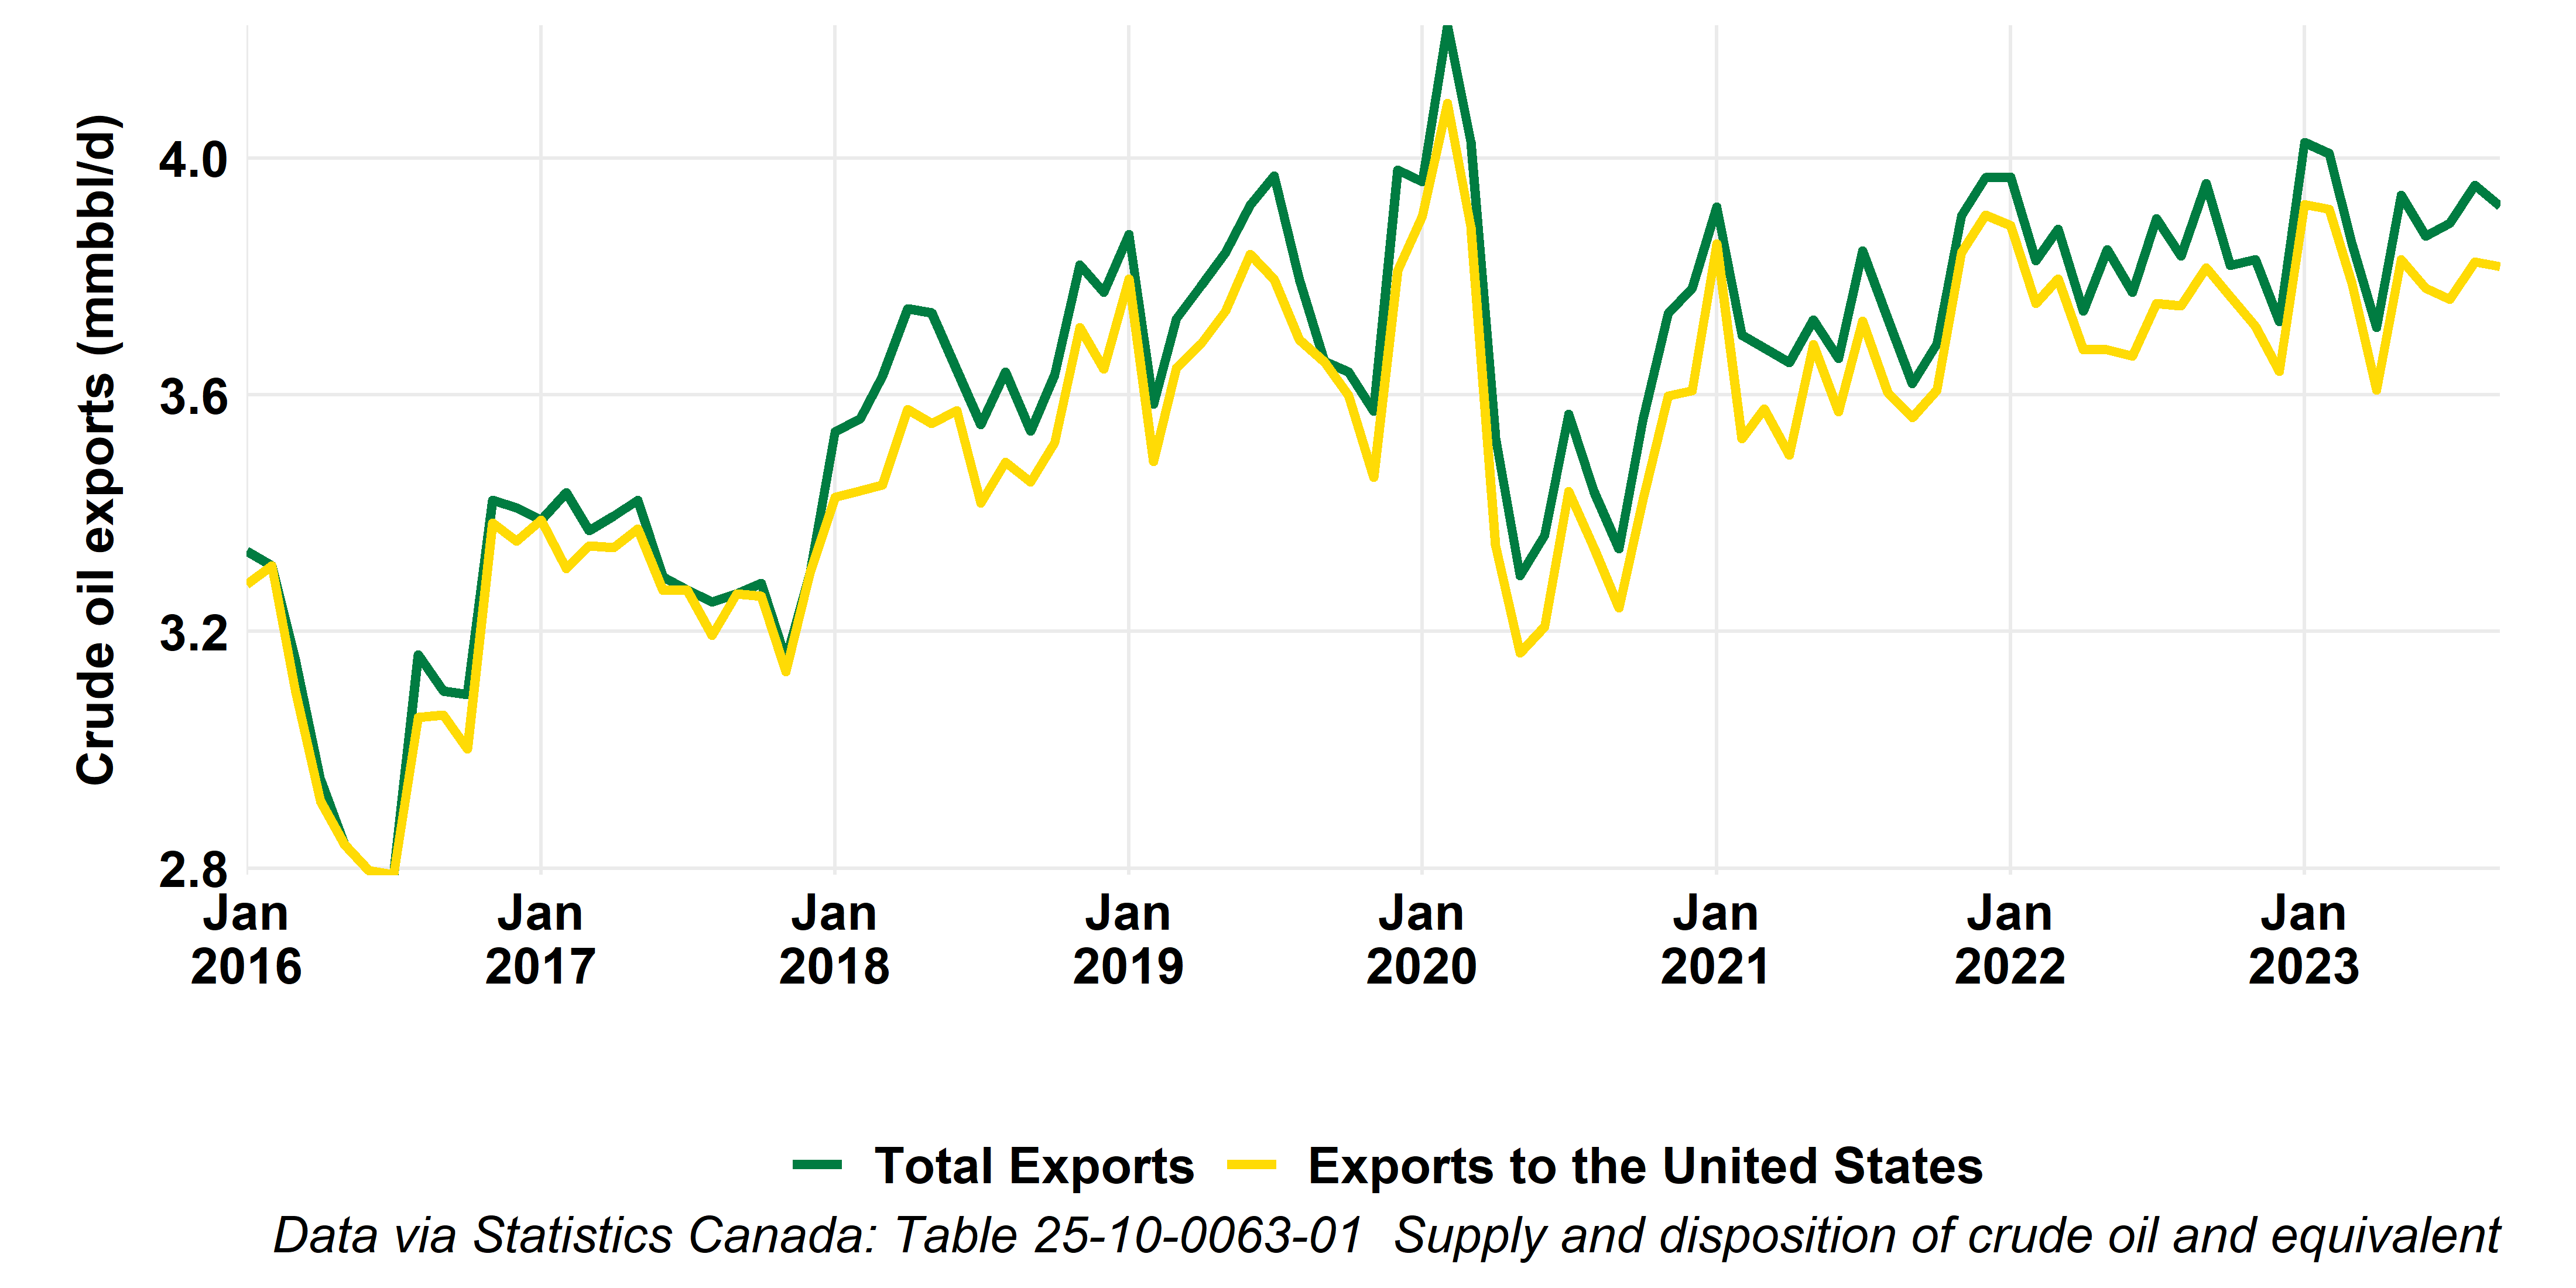 Crude oil exports (mmbbl/d)
4.0
3.6
3.2
2.8
Jan Jan Jan Jan Jan Jan Jan Jan
2016 2017 2018 2019 2020 2021 2022 2023
Total Exports Exports to the United States
Data via Statistics Canada: Table 25-10-0063-01 Supply and disposition of crude oil and equivalent